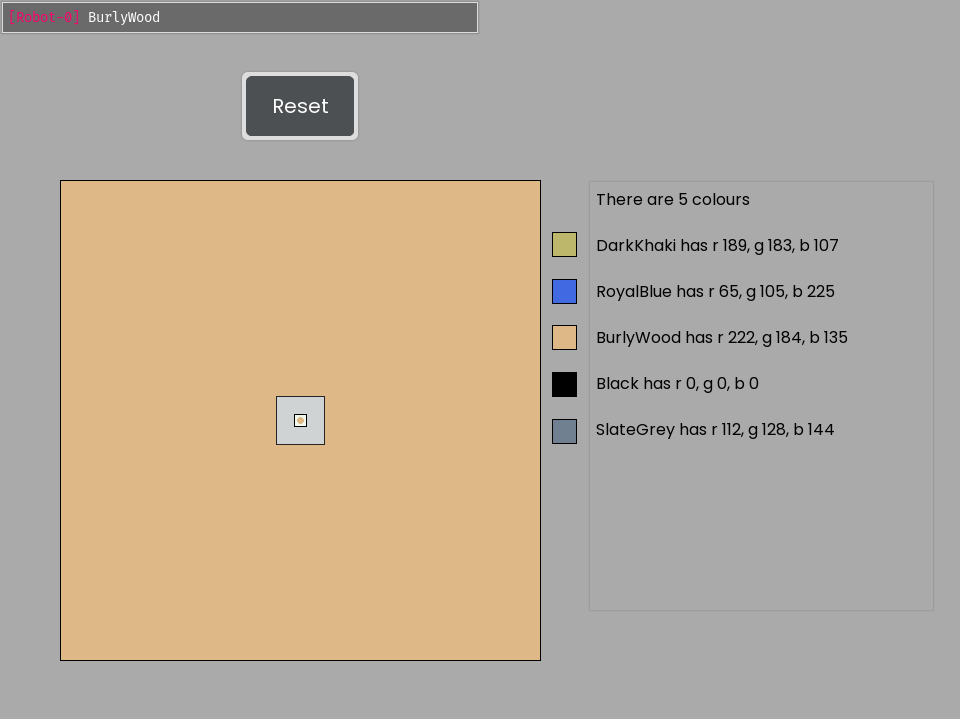 [Robot-0] BurlyWood
Reset
There are 5 colours
DarkKhaki has r 189, g 183, b 107
RoyalBlue has r 65, g 105, b 225
BurlyWood has r 222, g 184, b 135
Black has r 0, g 0, b 0
SlateGrey has r 112, g 128, b 144